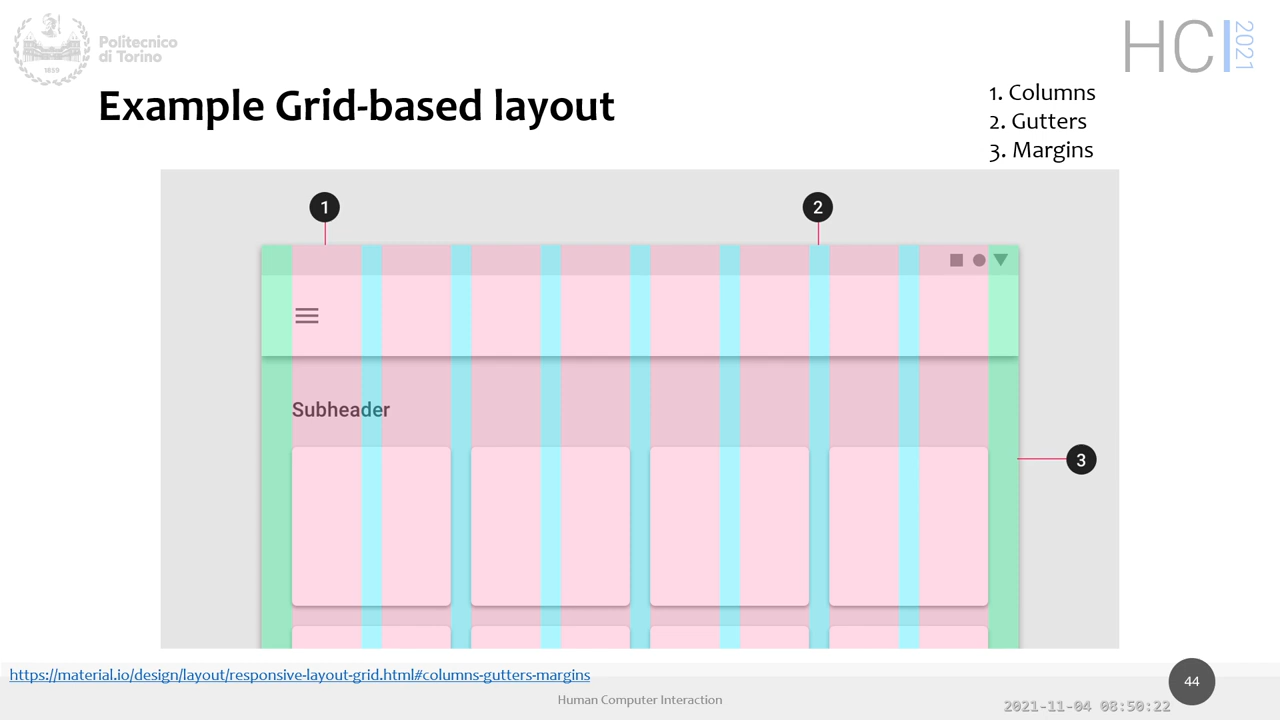 Politecnico
di Torino
1859
HCI
2021
Example Grid-based layout
1. Columns
2. Gutters
3. Margins
1
2
Subheader
3
https://material.io/design/layout/responsive-layout-grid.html#columns-gutters-margins
44
Human Computer Interaction
2021-11-04 08:50:22